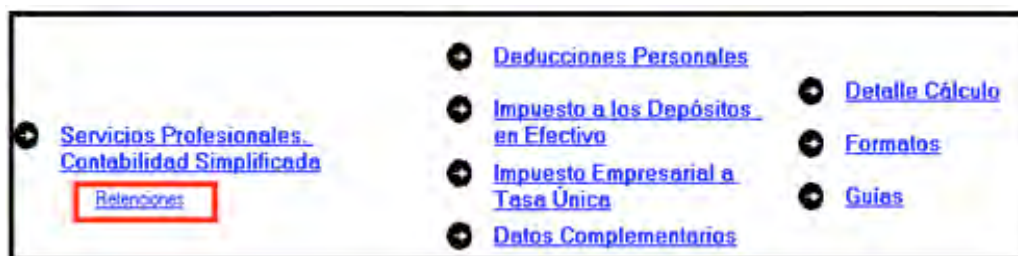 Servicios Profesionales.
Contabilidad Simplificada
Retenciones
Deducciones Personales
Impuesto a los Depósitos
en Efectivo
Impuesto Empresarial a
Tasa Única
Datos Complementarios
Detalle Cálculo
Formatos
Guías